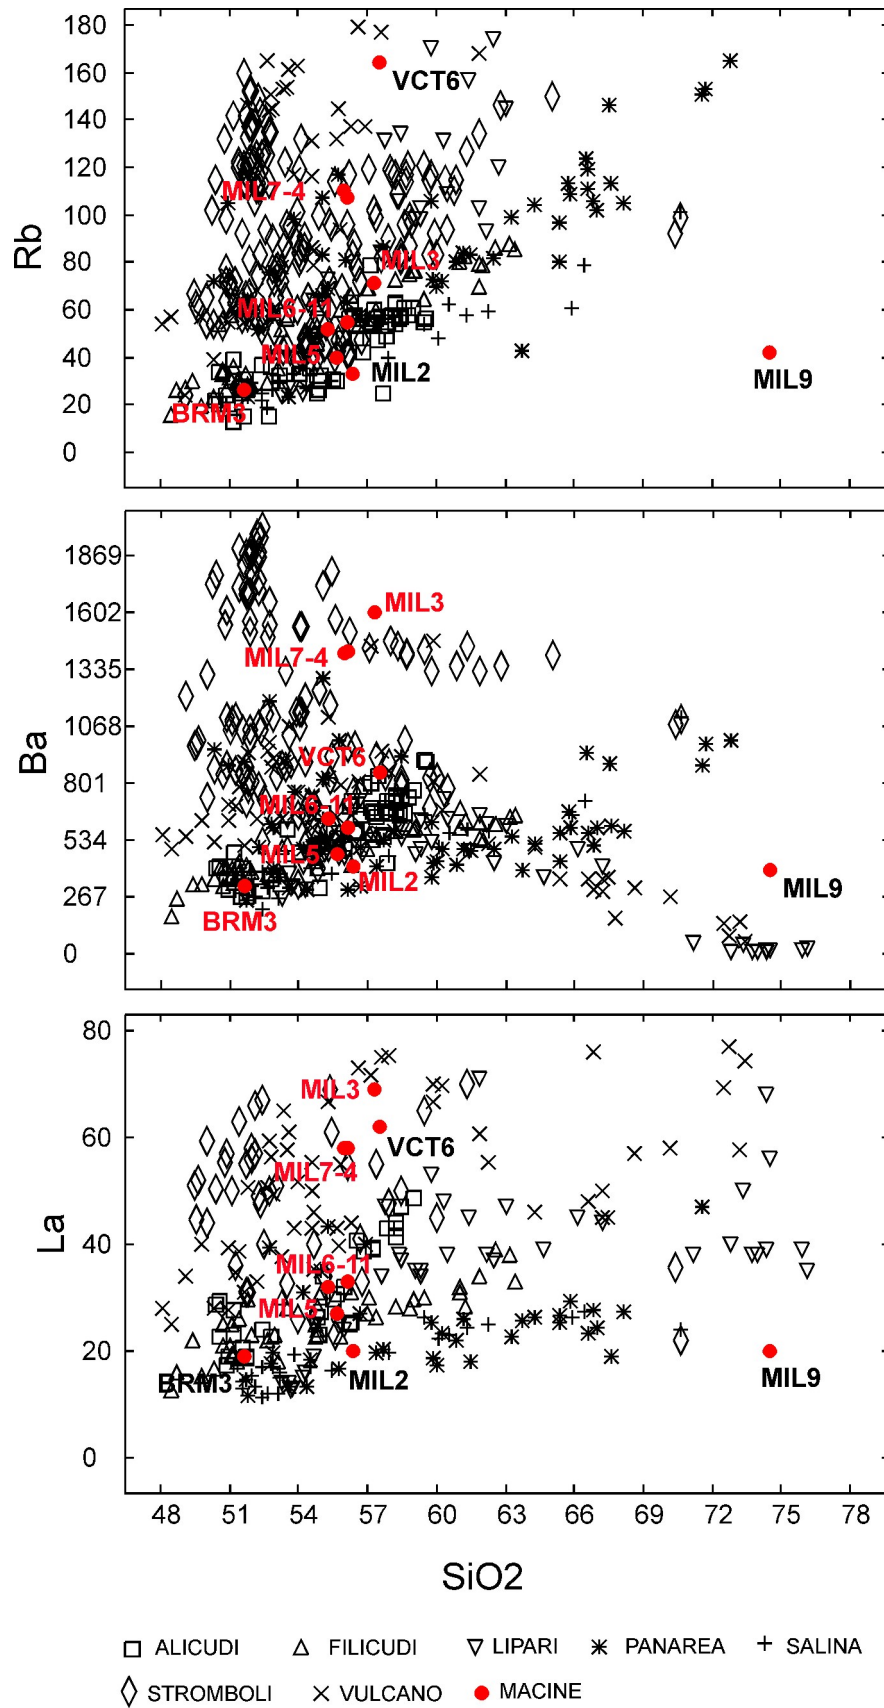 180
160
VCT6
140
120
MIL7-4
100
Rb
80
MIL3
60
MIL6-11
40
MIL5
MIL2
MIL9
20
BRM3
0
1869
1602
MIL3
1335
MIL7-4
1068
Ba
801
VCT6
MIL6-11
534
MIL5
MIL2
MIL9
267
BRM3
0
80
MIL3
60
VCT6
MIL7-4
La
40
MIL6-11
MIL5
20
BRM3
MIL2
MIL9
0
48 51 54 57 60 63 66 69 72 75 78
SiO2
ALICUDI FILICUDI LIPARI PANAREA SALINA
STROMBOLI VULCANO MACINE